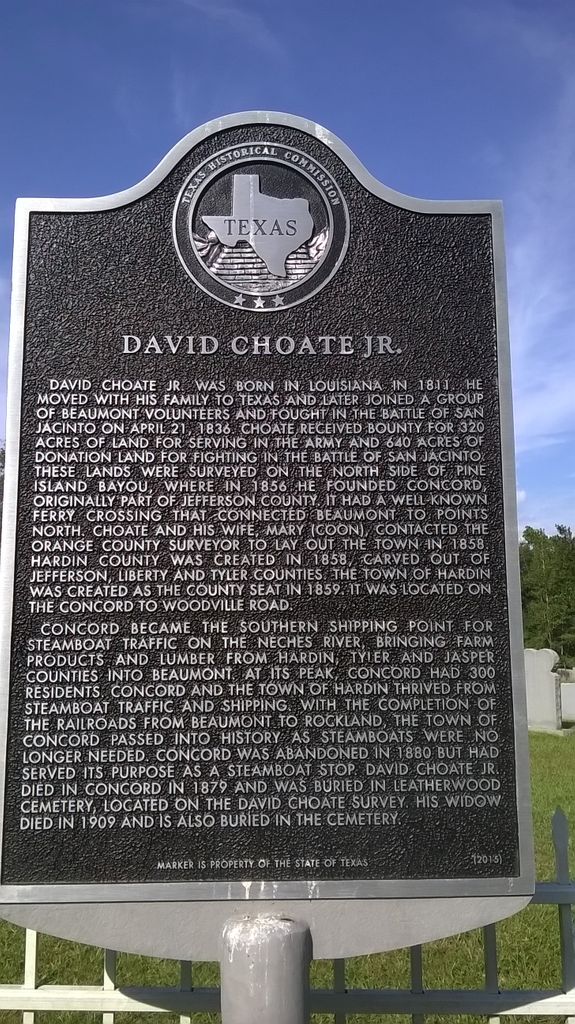 TEXAS HISTORICAL COMMISSION
TEXAS
DAVID CHOATE JR.
DAVID CHOATE JR. WAS BORN IN LOUISIANA IN 1811. HE
MOVED WITH HIS FAMILY TO TEXAS AND LATER JOINED A GROUP
OF BEAUMONT VOLUNTEERS AND FOUGHT IN THE BATTLE OF SAN
JACINTO ON APRIL 21, 1836. CHOATE RECEIVED BOUNTY FOR 320
ACRES OF LAND FOR SERVING IN THE ARMY AND 640 ACRES OF
DONATION LAND FOR FIGHTING IN THE BATTLE OF SAN JACINTO.
THESE LANDS WERE SURVEYED ON THE NORTH SIDE OF PINE
ISLAND BAYOU, WHERE IN 1856 HE FOUNDED CONCORD,
ORIGINALLY PART OF JEFFERSON COUNTY. IT HAD A WELL-KNOWN
FERRY CROSSING THAT CONNECTED BEAUMONT TO POINTS
NORTH. CHOATE AND HIS WIFE, MARY (COON), CONTACTED THE
ORANGE COUNTY SURVEYOR TO LAY OUT THE TOWN IN 1858.
HARDIN COUNTY WAS CREATED IN 1858, CARVED OUT OF
JEFFERSON, LIBERTY AND TYLER COUNTIES. THE TOWN OF HARDIN
WAS CREATED AS THE COUNTY SEAT IN 1859. IT WAS LOCATED ON
THE CONCORD TO WOODVILLE ROAD.
CONCORD BECAME THE SOUTHERN SHIPPING POINT FOR
STEAMBOAT TRAFFIC ON THE NECHES RIVER, BRINGING FARM
PRODUCTS AND LUMBER FROM HARDIN, TYLER AND JASPER
COUNTIES INTO BEAUMONT. AT ITS PEAK, CONCORD HAD 300
RESIDENTS. CONCORD AND THE TOWN OF HARDIN THRIVED FROM
STEAMBOAT TRAFFIC AND SHIPPING. WITH THE COMPLETION OF
THE RAILROADS FROM BEAUMONT TO ROCKLAND, THE TOWN OF
CONCORD PASSED INTO HISTORY AS STEAMBOATS WERE NO
LONGER NEEDED. CONCORD WAS ABANDONED IN 1880 BUT HAD
SERVED ITS PURPOSE AS A STEAMBOAT STOP. DAVID CHOATE JR.
DIED IN CONCORD IN 1879 AND WAS BURIED IN LEATHERWOOD
CEMETERY, LOCATED ON THE DAVID CHOATE SURVEY. HIS WIDOW
DIED IN 1909 AND IS ALSO BURIED IN THE CEMETERY.
MARKER IS PROPERTY OF THE STATE OF TEXAS
(2015)